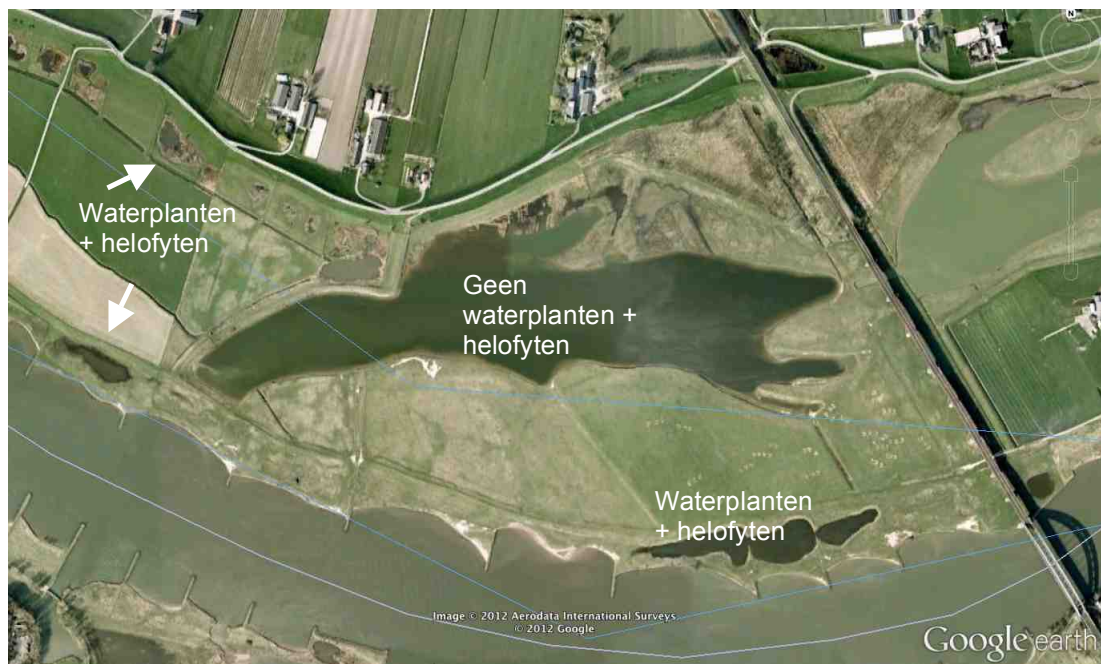 N
Waterplanten
+ helofyten
Geen
waterplanten +
helofyten
Waterplanten
+ helofyten
Image © 2012 Aerodata International Surveys
© 2012 Google
Google earth